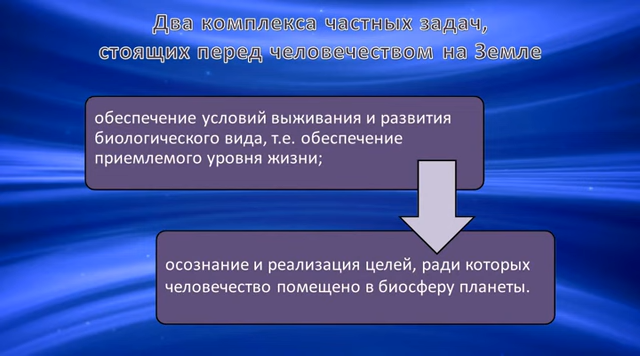 Два комплекса частных задач,
стоящих перед человечеством на Земле
обеспечение условий выживания и развития
биологического вида, т.е. обеспечение
приемлемого уровня жизни;
осознание и реализация целей, ради которых
человечество помещено в биосферу планеты.